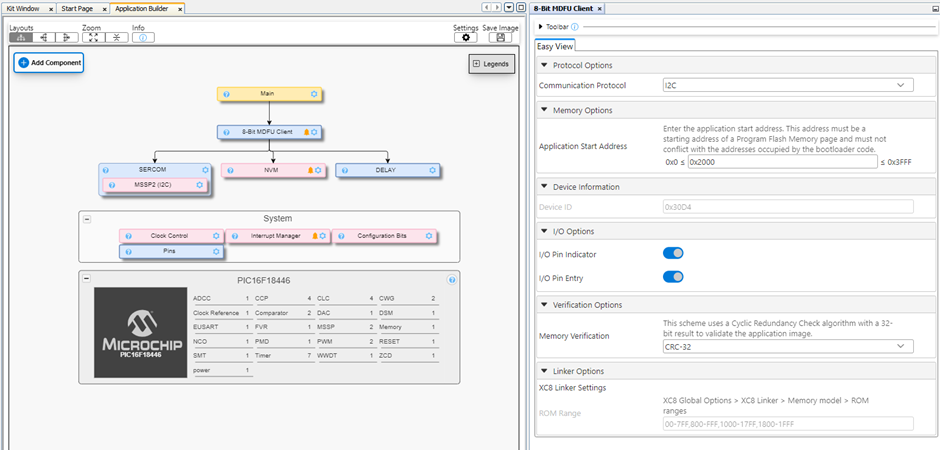 Kit Window × Start Page × Application Builder ×
Layouts Zoom Info Settings Save Image
Add Component
Legends
Main
8-Bit MDFU Client
SERCOM
MSSP2 (I2C)
NVM
DELAY
System
Clock Control Interrupt Manager Configuration Bits
Pins
PIC16F18446
MICROCHIP
PIC16F18446
ADCC 1 CCP 4 CLC 4 CWG 2
Clock Reference 1 Comparator 2 DAC 1 DSM 1
EUSART 1 FVR 1 MSSP 2 Memory 1
NCO 1 PMD 1 PWM 2 RESET 1
SMT 1 Timer 7 WWDT 1 ZCD 1
power 1
8-Bit MDFU Client ×
Toolbar
Easy View
Protocol Options
Communication Protocol I2C
Memory Options
Application Start Address
Enter the application start address. This address must be a
starting address of a Program Flash Memory page and must not
conflict with the addresses occupied by the bootloader code.
0x0 ≤ 0x2000 ≤ 0x3FFF
Device Information
Device ID 0x30D4
I/O Options
I/O Pin Indicator
I/O Pin Entry
Verification Options
Memory Verification
This scheme uses a Cyclic Redundancy Check algorithm with a 32-
bit result to validate the application image.
CRC-32
Linker Options
XC8 Linker Settings
ROM Range
XC8 Global Options > XC8 Linker > Memory model > ROM
ranges
00-7FF,800-FFF,1000-17FF,1800-1FFF